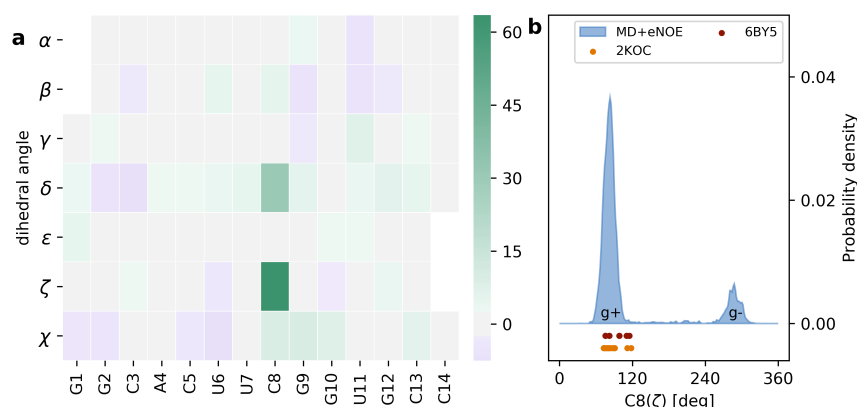 a
dihedral angle
α
β
γ
δ
ε
ζ
χ
G1 G2 C3 A4 C5 U6 U7 C8 G9 G10 U11 G12 C13 C14
60
45
30
15
0
b
MD+eNOE
2KOC
6BY5
g+
g-
0.04
0.02
0.00
Probability density
0 120 240 360
C8(ζ) [deg]